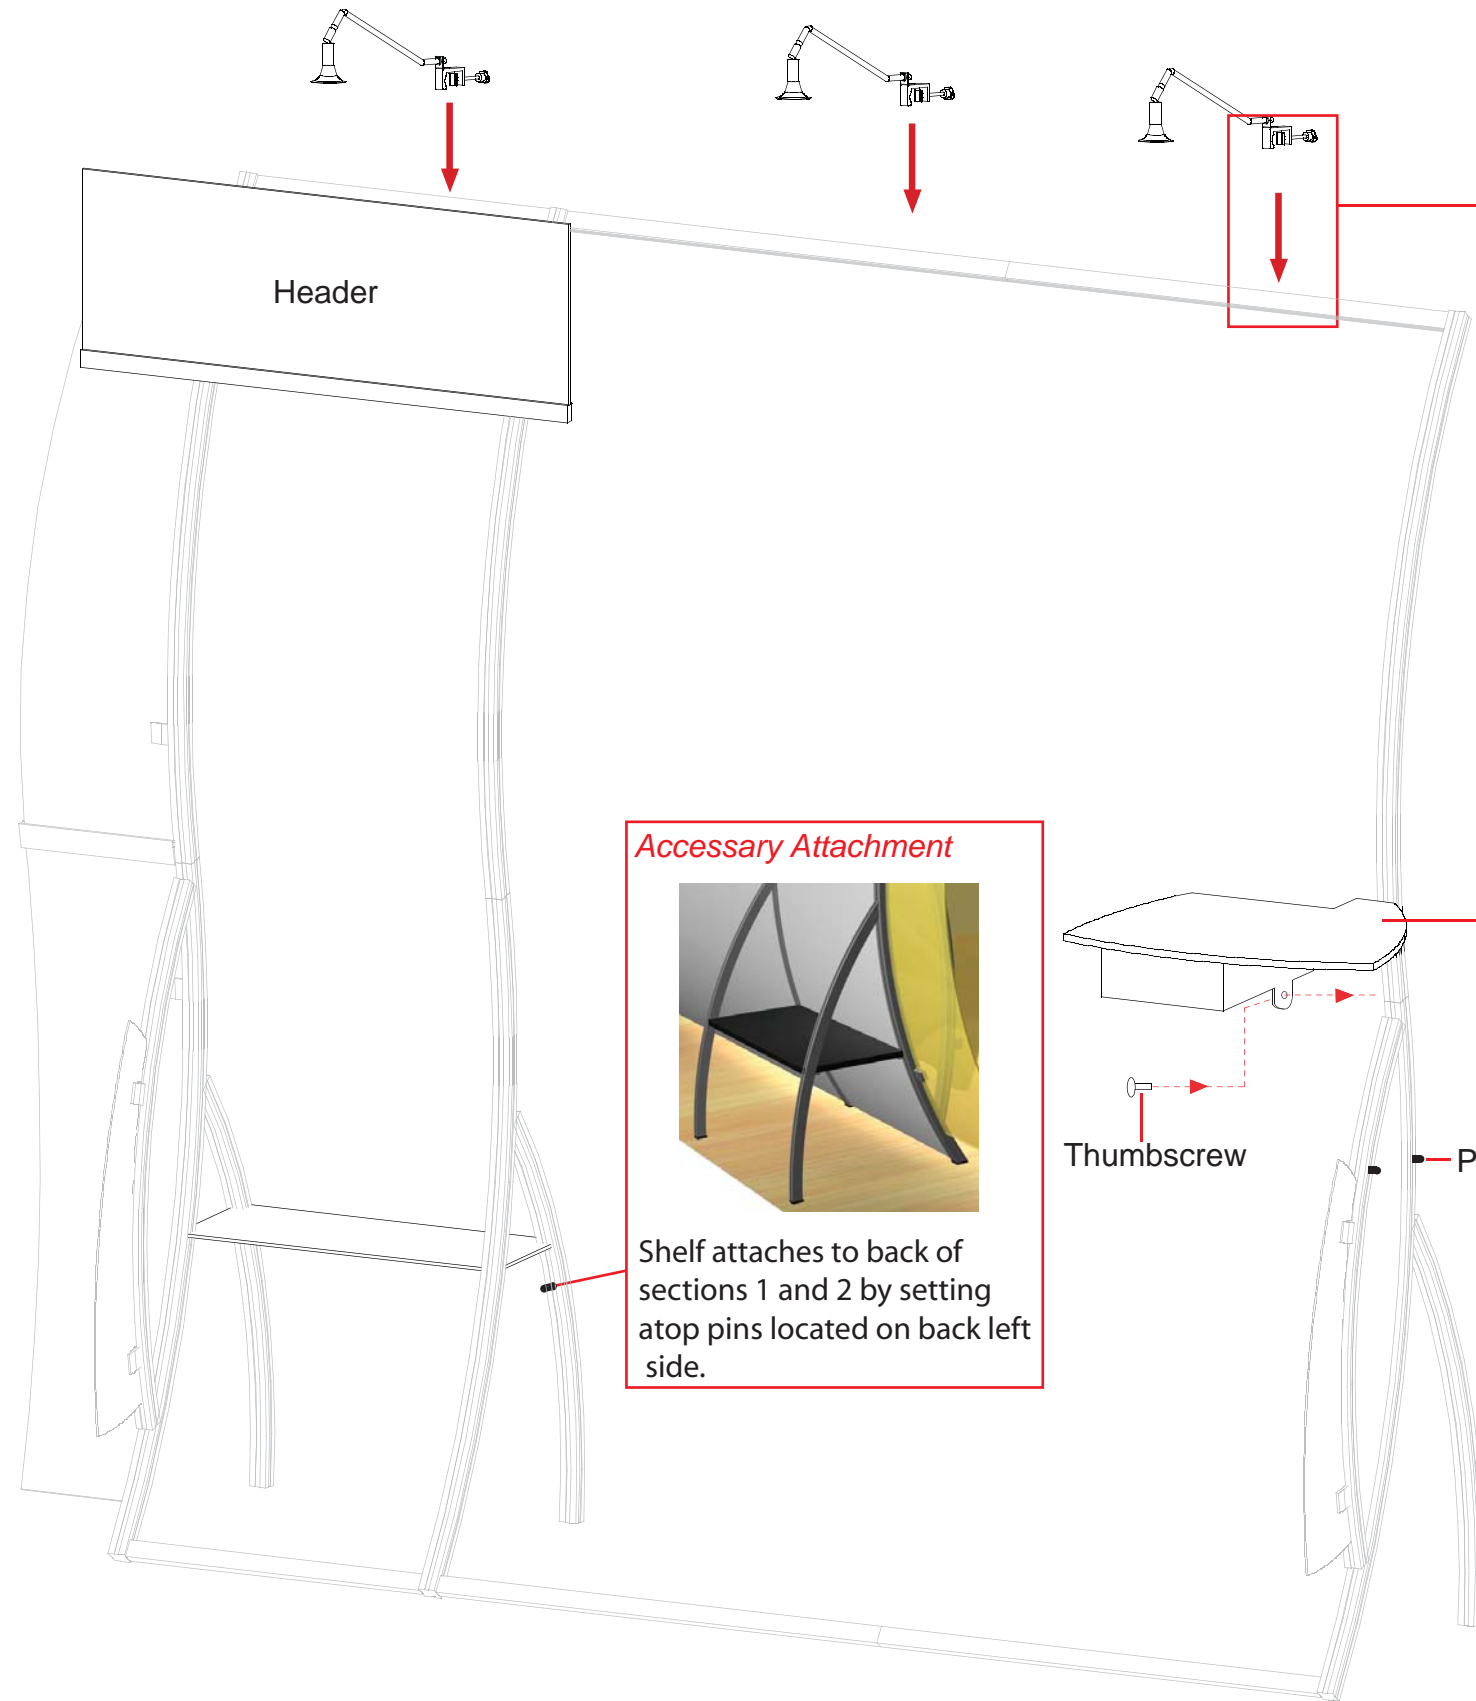 Header
Accessary Attachment
Shelf attaches to back of
sections 1 and 2 by setting
atop pins located on back left
side.
Thumbscrew
P